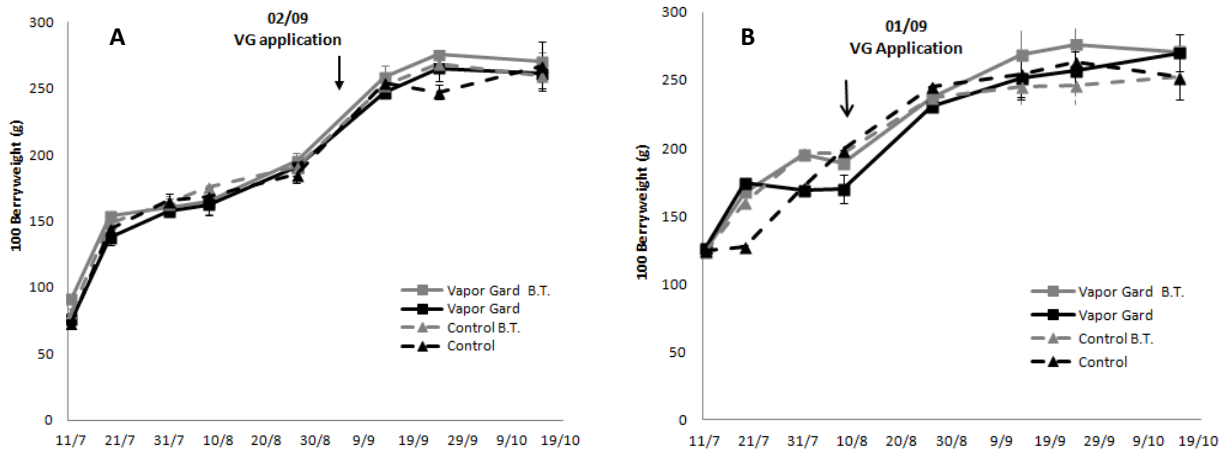 02/09
VG application
A
300
250
200
150
100
50
0
100 Berryweight (g)
11/7 21/7 31/7 10/8 20/8 30/8 9/9 19/9 29/9 9/10 19/10
Vapor Gard B.T.
Vapor Gard
Control B.T.
Control
01/09
VG Application
B
300
250
200
150
100
50
0
100 Berryweight (g)
11/7 21/7 31/7 10/8 20/8 30/8 9/9 19/9 29/9 9/10 19/10
Vapor Gard B.T.
Vapor Gard
Control B.T.
Control